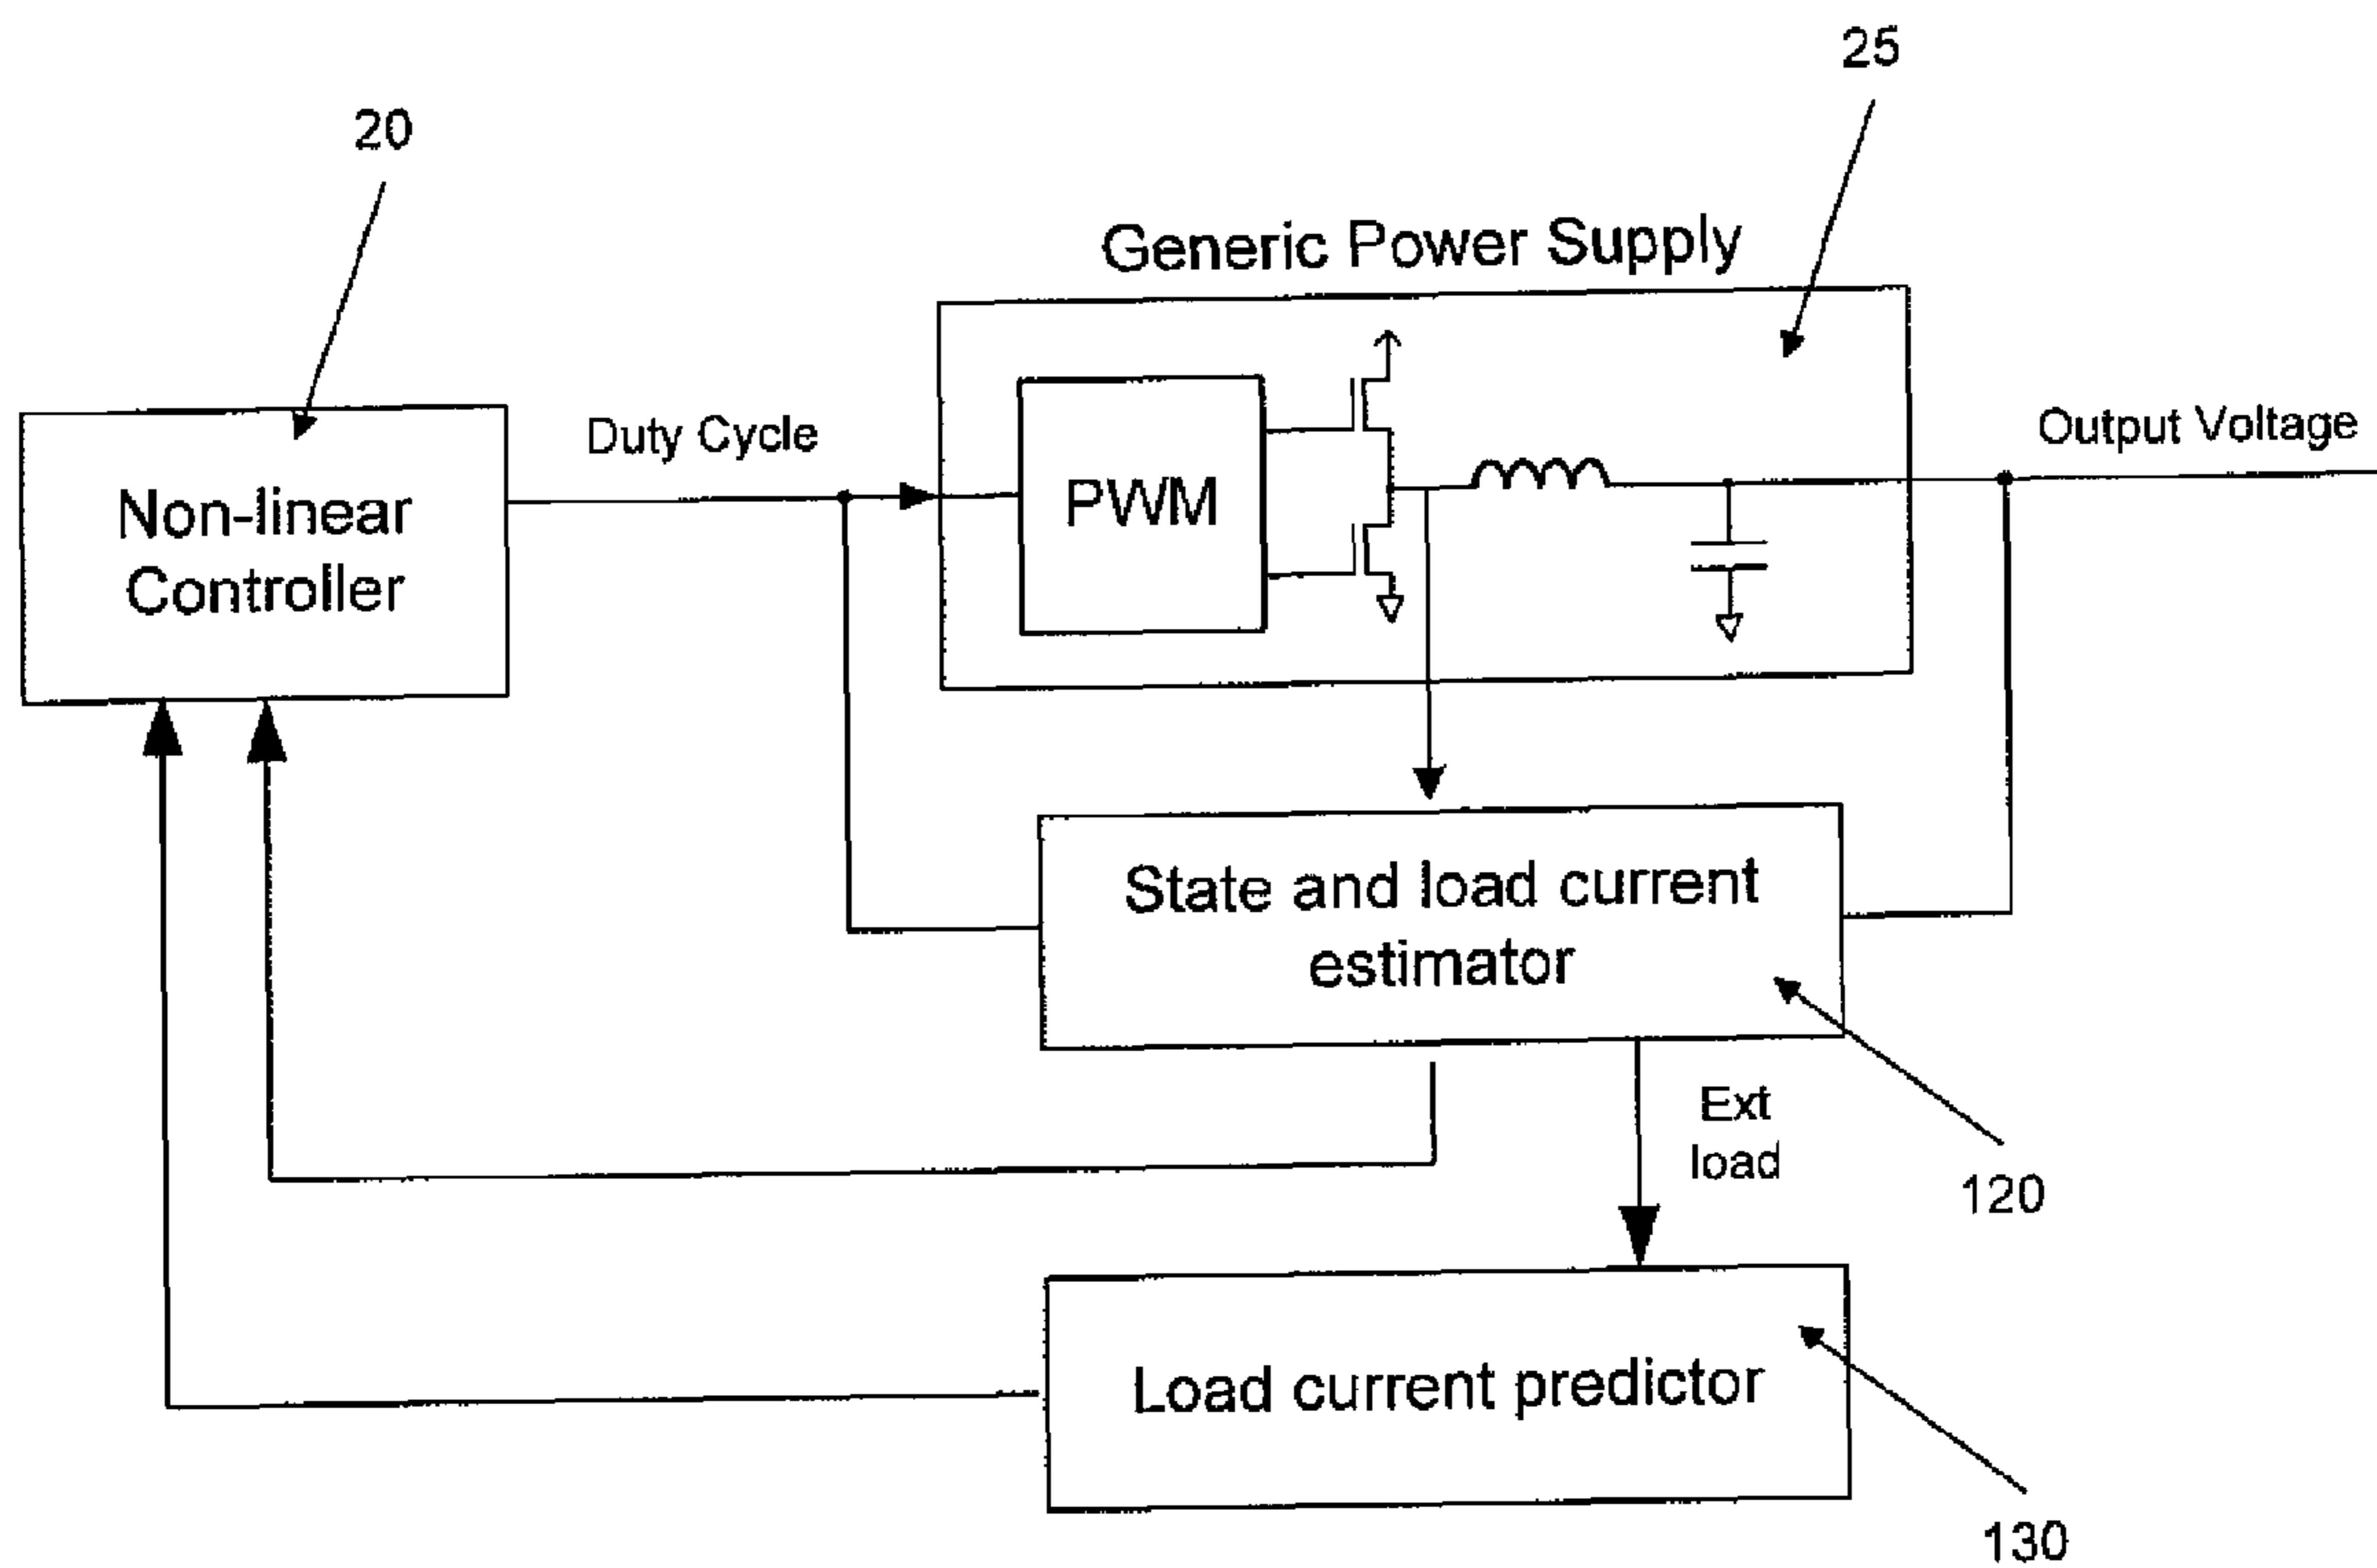 25
20
Generic Power Supply
Duty Cycle
Output Voltage
PWM
Non-linear
Controller
State and load current
estimator
Ext
load
120
Load current predictor
130